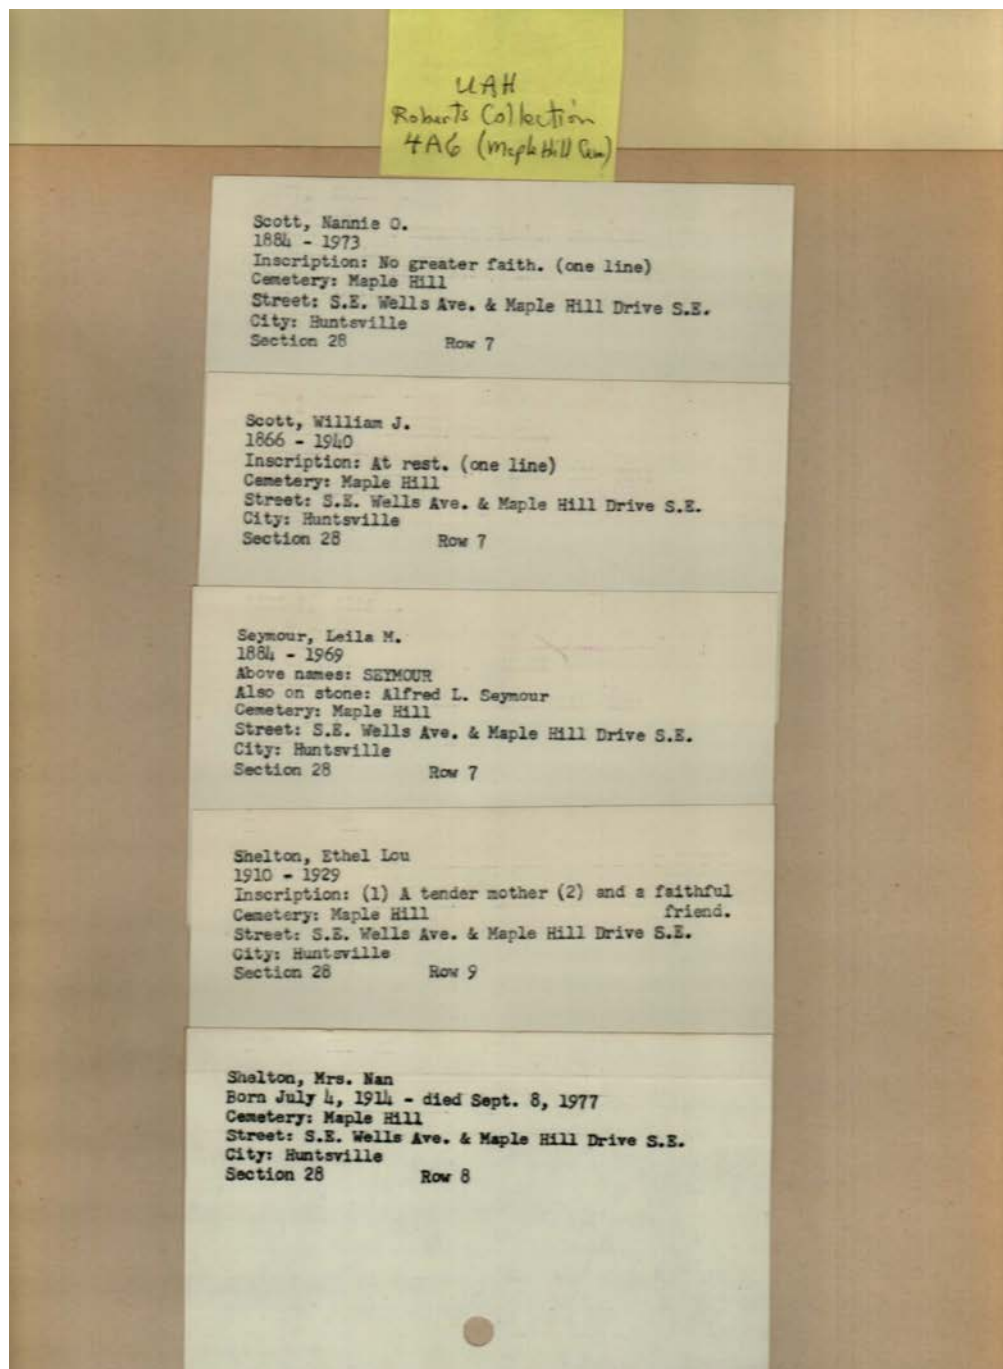 UAH
Roberts Collection
4A6 (Maple Hill Cem)
Scott, Nannie O.
1884 - 1973
Inscription: No greater faith. (one line)
Cemetery: Maple Hill
Street: S.E. Wells Ave. & Maple Hill Drive S.E.
City: Huntsville
Section 28 Row 7
Scott, William J.
1866 - 1940
Inscription: At rest. (one line)
Cemetery: Maple Hill
Street: S.E. Wells Ave. & Maple Hill Drive S.E.
City: Huntsville
Section 28 Row 7
Seymour, Leila M.
1884 - 1969
Above names: SEYMOUR
Also on stone: Alfred L. Seymour
Cemetery: Maple Hill
Street: S.E. Wells Ave. & Maple Hill Drive S.E.
City: Huntsville
Section 28 Row 7
Shelton, Ethel Lou
1910 - 1929
Inscription: (1) A tender mother (2) and a faithful
Cemetery: Maple Hill friend.
Street: S.E. Wells Ave. & Maple Hill Drive S.E.
City: Huntsville
Section 28 Row 9
Shelton, Mrs. Nan
Born July 4, 1914 - died Sept. 8, 1977
Cemetery: Maple Hill
Street: S.E. Wells Ave. & Maple Hill Drive S.E.
City: Huntsville
Section 28 Row 8